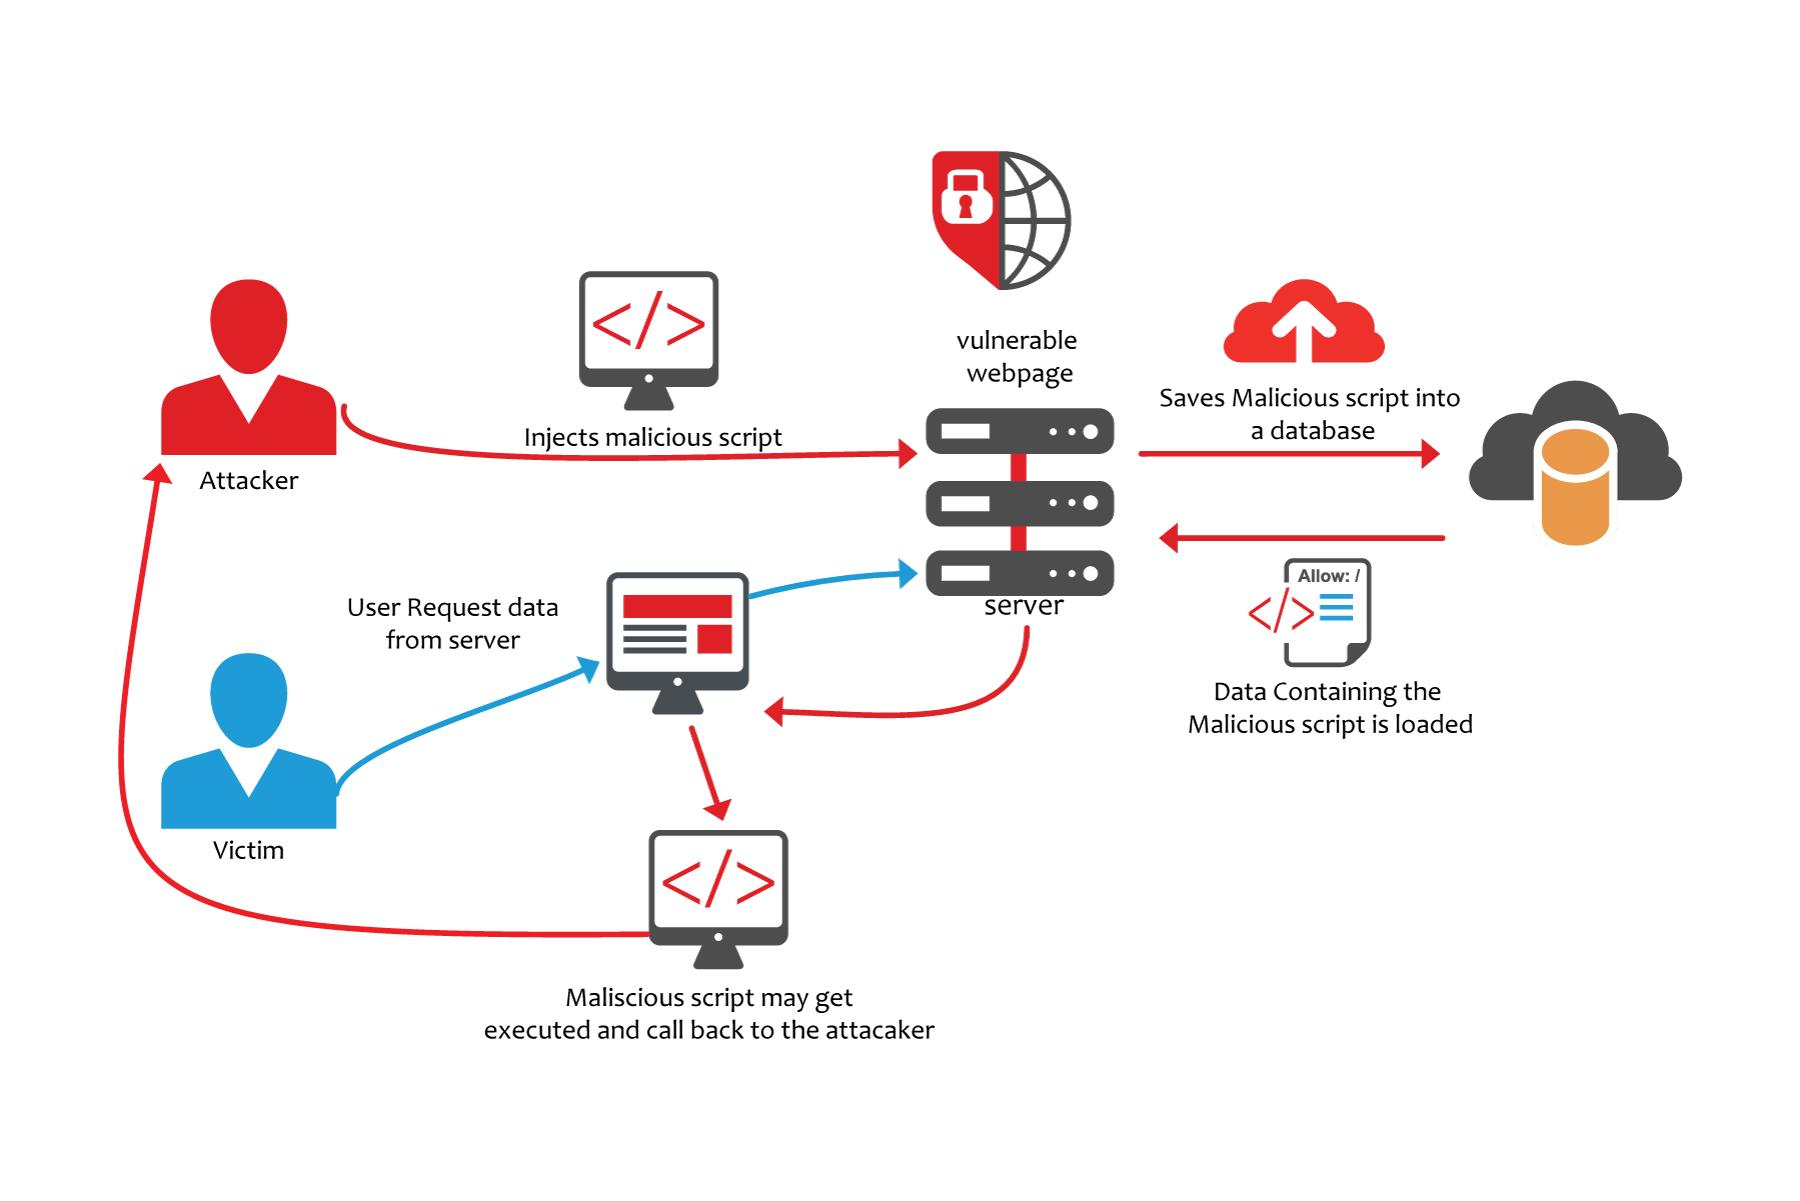 vulnerable
webpage
Saves Malicious script into
a database
Injects malicious script
Attacker
Allow: /
User Request data
from server
server
Data Containing the
Malicious script is loaded
Victim
Maliscious script may get
executed and call back to the attacaker